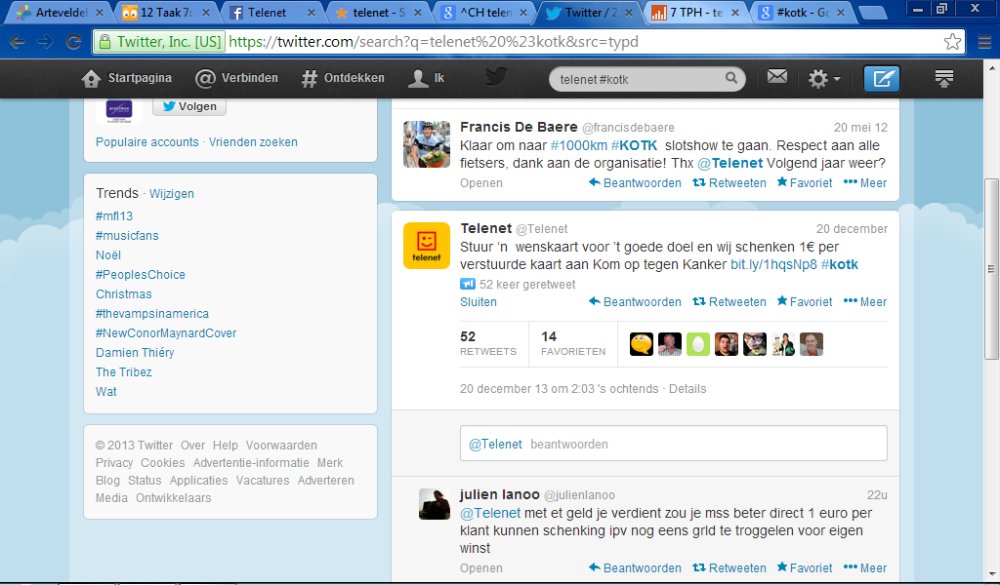 Arteveldel
12 Taak 7:
Telenet
telenet - S
^CH telen
Twitter / Z
7 TPH - te
#kotk - Go
Twitter, Inc. [US] https://twitter.com/search?q=telenet%20%23kotk&src=typd
Startpagina
Verbinden
Ontdekken
Ik
telenet #kotk
Volgen
Populaire accounts · Vrienden zoeken
Trends · Wijzigen
#mfl13
#musicfans
Noël
#PeoplesChoice
Christmas
#thevampsinamerica
#NewConorMaynardCover
Damien Thiéry
The Tribez
Wat
© 2013 Twitter Over Help Voorwaarden
Privacy Cookies Advertentie-informatie Merk
Blog Status Applicaties Vacatures Adverteren
Media Ontwikkelaars
Francis De Baere @francisdebaere 20 mei 12
Klaar om naar #1000km #KOTK slotshow te gaan. Respect aan alle
fietsers, dank aan de organisatie! Thx @Telenet Volgend jaar weer?
Openen Beantwoorden Retweeten Favoriet Meer
telenet
Telenet @Telenet 20 december
Stuur 'n wenskaart voor 't goede doel en wij schenken 1€ per
verstuurde kaart aan Kom op tegen Kanker bit.ly/1hqsNp8 #kotk
52 keer geretweet
Sluiten Beantwoorden Retweeten Favoriet Meer
52 14
RETWEETS FAVORIETEN
20 december 13 om 2:03 's ochtends · Details
@Telenet beantwoorden
julien lanoo @julienlanoo 22u
@Telenet met et geld je verdient zou je mss beter direct 1 euro per
klant kunnen schenking ipv nog eens grld te troggelen voor eigen
winst
Openen Beantwoorden Retweeten Favoriet Meer